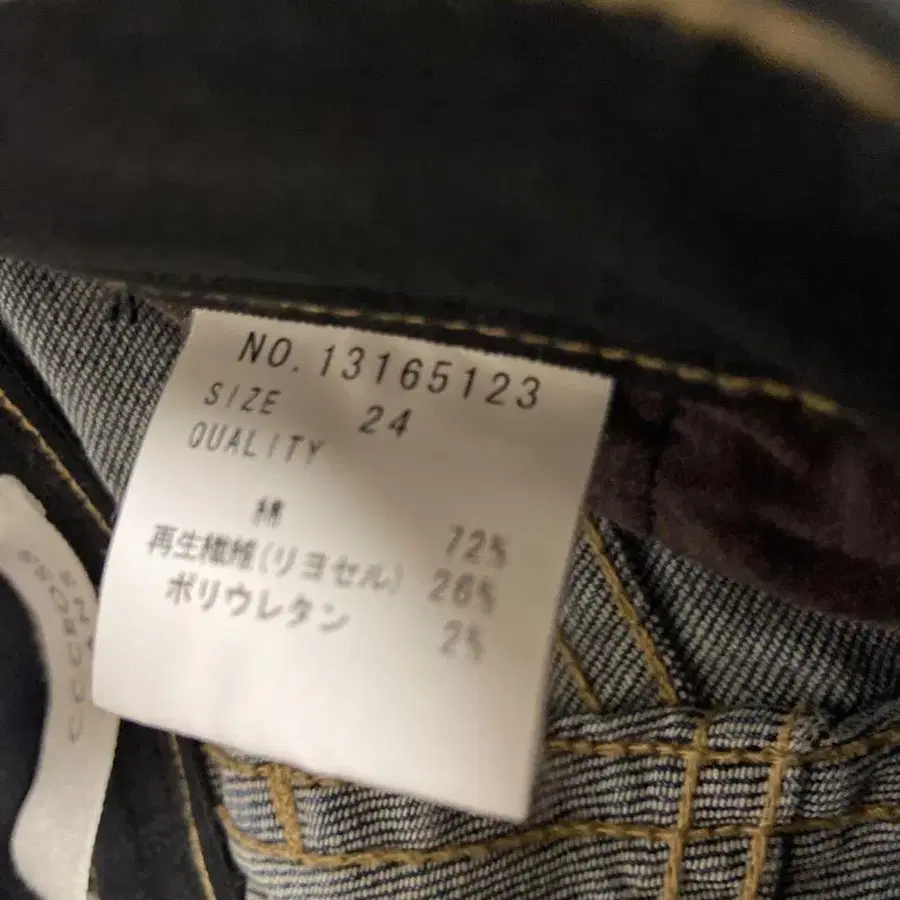 NO.13165123
SIZE 24
QUALITY
綿 72%
再生繊維(リヨセル) 26%
ポリウレタン 2%